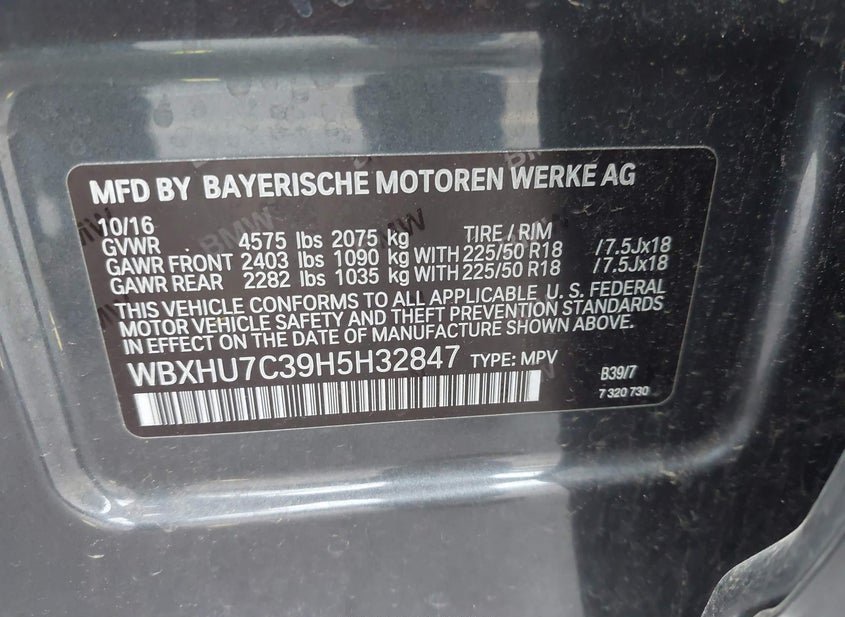 MFD BY BAYERISCHE MOTOREN WERKE AG
10/16 TIRE / RIM
GVWR 4575 lbs 2075 kg
GAWR FRONT 2403 lbs 1090 kg WITH 225/50 R18 / 7.5Jx18
GAWR REAR 2282 lbs 1035 kg WITH 225/50 R18 / 7.5Jx18
THIS VEHICLE CONFORMS TO ALL APPLICABLE U. S. FEDERAL
MOTOR VEHICLE SAFETY AND THEFT PREVENTION STANDARDS
IN EFFECT ON THE DATE OF MANUFACTURE SHOWN ABOVE.
WBXHU7C39H5H32847 TYPE: MPV
B39/7
7 320 730